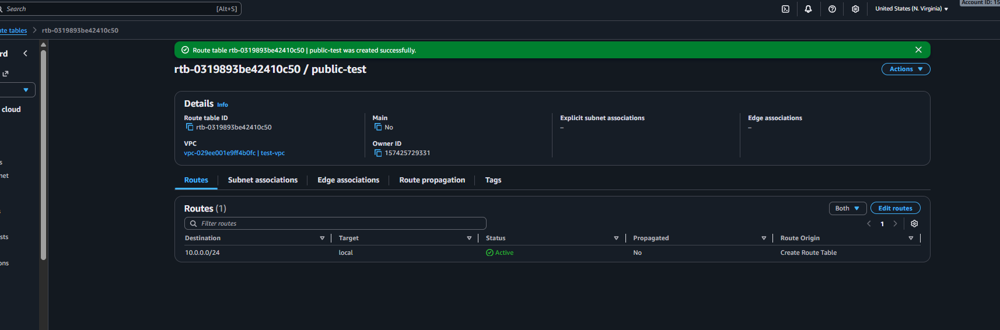 Search [Alt+S] United States (N. Virginia) Account ID: 15
ute tables > rtb-0319893be42410c50
rd
Route table rtb-0319893be42410c50 | public-test was created successfully.
rtb-0319893be42410c50 / public-test Actions
cloud
Details Info
Route table ID Main Explicit subnet associations Edge associations
rtb-0319893be42410c50 No – –
VPC Owner ID
vpc-029ee001e9ff4b0fc | test-vpc 157425729331
s
net
Routes Subnet associations Edge associations Route propagation Tags
Routes (1) Both Edit routes
Filter routes 1
sts
Destination Target Status Propagated Route Origin
10.0.0.0/24 local Active No Create Route Table
ons